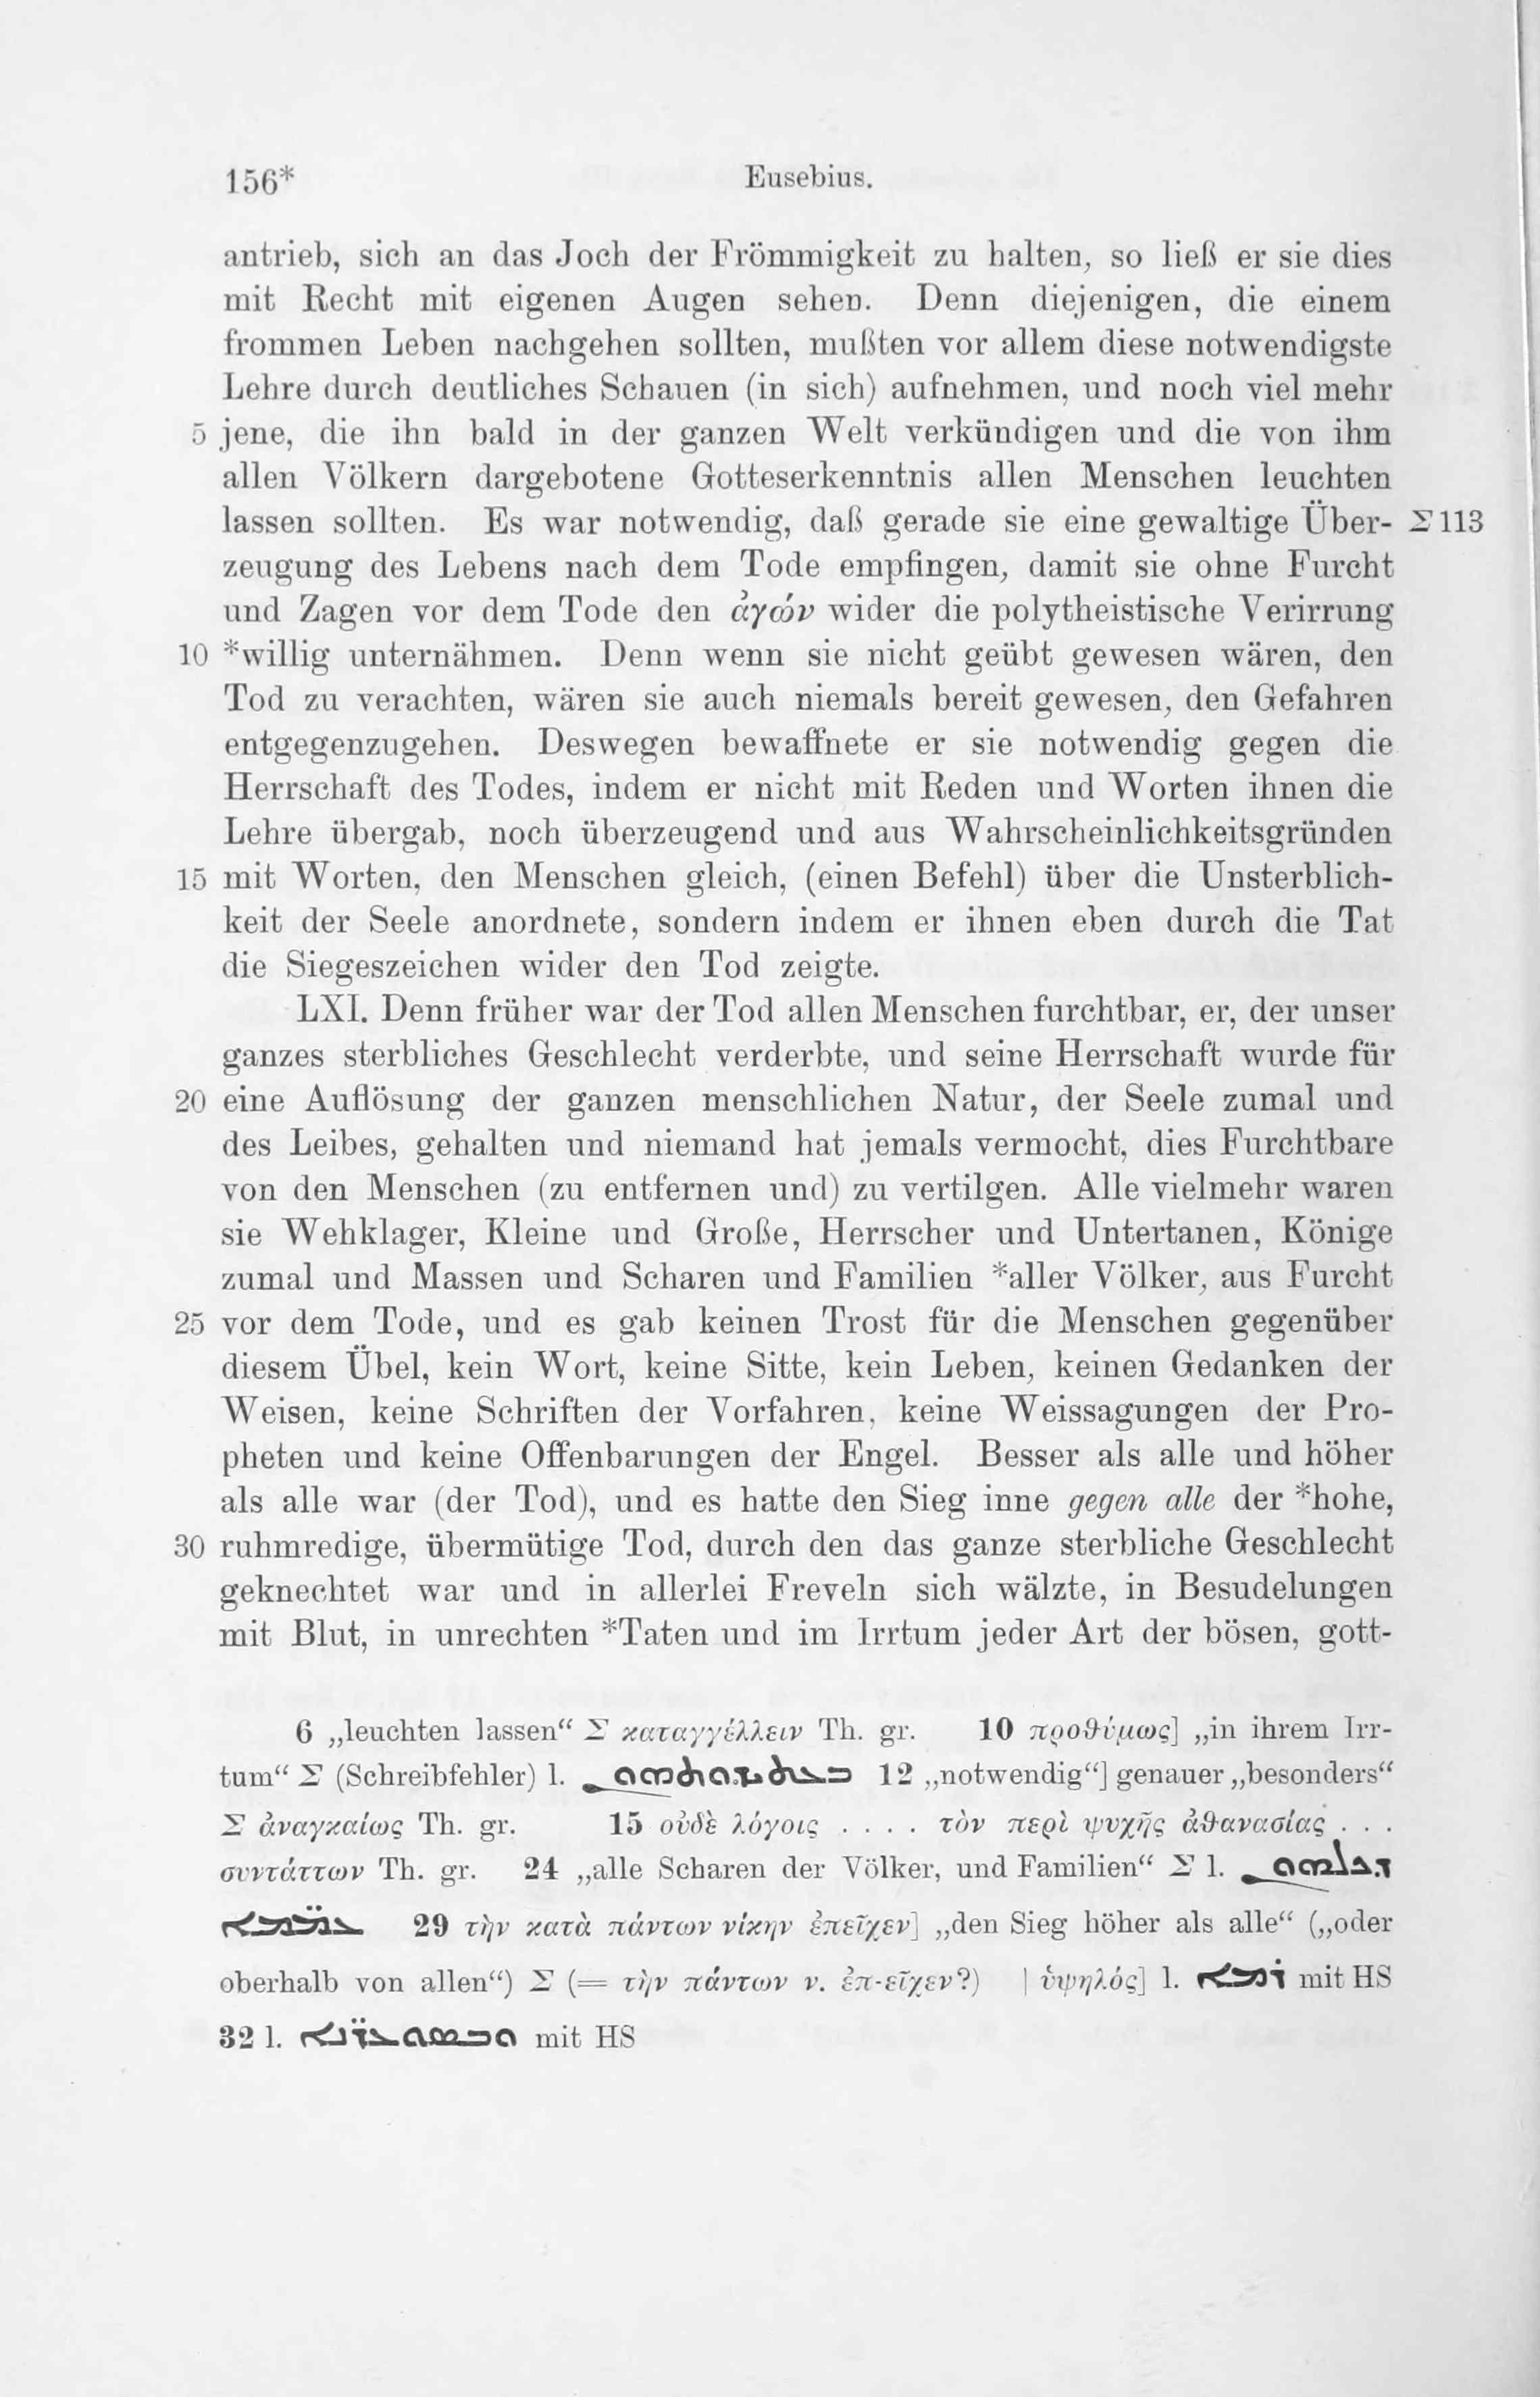 156* Eusebius.
antrieb, sich an das Joch der Frömmigkeit zu halten, so ließ er sie dies
mit Recht mit eigenen Augen sehen. Denn diejenigen, die einem
frommen Leben nachgehen sollten, mußten vor allem diese notwendigste
Lehre durch deutliches Schauen (in sich) aufnehmen, und noch viel mehr
5 jene, die ihn bald in der ganzen Welt verkündigen und die von ihm
allen Völkern dargebotene Gotteserkenntnis allen Menschen leuchten
lassen sollten. Es war notwendig, daß gerade sie eine gewaltige Über- Σ 113
zeugung des Lebens nach dem Tode empfingen, damit sie ohne Furcht
und Zagen vor dem Tode den ἀγών wider die polytheistische Verirrung
10 *willig unternähmen. Denn wenn sie nicht geübt gewesen wären, den
Tod zu verachten, wären sie auch niemals bereit gewesen, den Gefahren
entgegenzugehen. Deswegen bewaffnete er sie notwendig gegen die
Herrschaft des Todes, indem er nicht mit Reden und Worten ihnen die
Lehre übergab, noch überzeugend und aus Wahrscheinlichkeitsgründen
15 mit Worten, den Menschen gleich, (einen Befehl) über die Unsterblich-
keit der Seele anordnete, sondern indem er ihnen eben durch die Tat
die Siegeszeichen wider den Tod zeigte.
LXI. Denn früher war der Tod allen Menschen furchtbar, er, der unser
ganzes sterbliches Geschlecht verderbte, und seine Herrschaft wurde für
20 eine Auflösung der ganzen menschlichen Natur, der Seele zumal und
des Leibes, gehalten und niemand hat jemals vermocht, dies Furchtbare
von den Menschen (zu entfernen und) zu vertilgen. Alle vielmehr waren
sie Wehklager, Kleine und Große, Herrscher und Untertanen, Könige
zumal und Massen und Scharen und Familien *aller Völker, aus Furcht
25 vor dem Tode, und es gab keinen Trost für die Menschen gegenüber
diesem Übel, kein Wort, keine Sitte, kein Leben, keinen Gedanken der
Weisen, keine Schriften der Vorfahren, keine Weissagungen der Pro-
pheten und keine Offenbarungen der Engel. Besser als alle und höher
als alle war (der Tod), und es hatte den Sieg inne gegen alle der *hohe,
30 ruhmredige, übermütige Tod, durch den das ganze sterbliche Geschlecht
geknechtet war und in allerlei Freveln sich wälzte, in Besudelungen
mit Blut, in unrechten *Taten und im Irrtum jeder Art der bösen, gott-
6 „leuchten lassen“ Σ καταγγέλλειν Th. gr. 10 προθύμως] „in ihrem Irr-
tum“ Σ (Schreibfehler) l. 12 „notwendig“] genauer „besonders“
Σ ἀναγκαίως Th. gr. 15 οὐδὲ λόγοις . . . . τὸν περὶ ψυχῆς ἀθανασίας . . .
συντάττων Th. gr. 24 „alle Scharen der Völker, und Familien“ Σ l. ܕܟܠܗܘܢ
ܥܡ̈ܡܐ 29 τὴν κατὰ πάντων νίκην ἐπεῖχεν] „den Sieg höher als alle“ („oder
oberhalb von allen“) Σ (= τὴν πάντων ν. ἐπ-εῖχεν?) | ὑψηλός] l. ܪܡܐ mit HS
32 l. ܘܒܣܘܥܪ̈ܢܐ mit HS